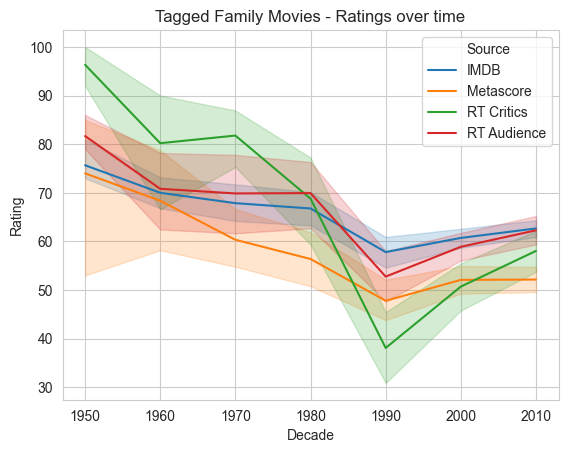 Tagged Family Movies - Ratings over time
Source
IMDB
Metascore
RT Critics
RT Audience
Rating
100
90
80
70
60
50
40
30
1950 1960 1970 1980 1990 2000 2010
Decade